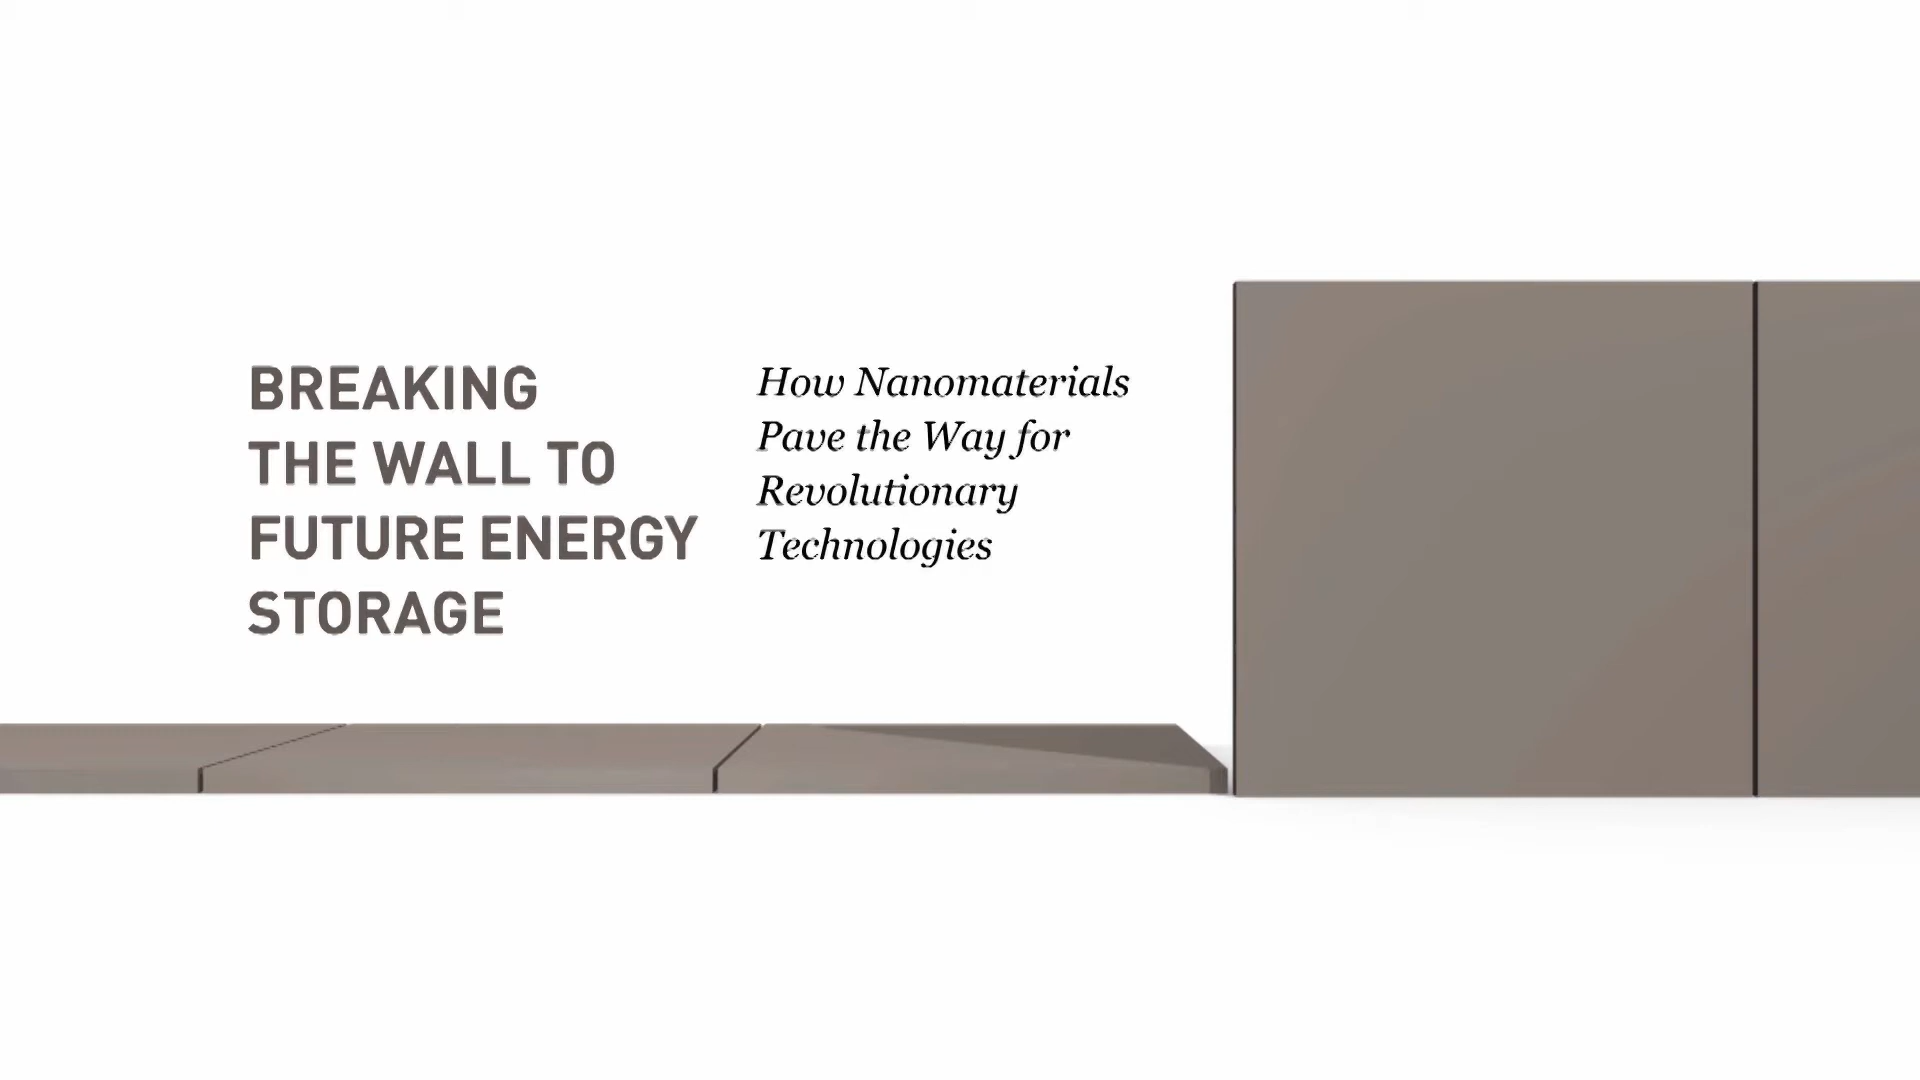 BREAKING
THE WALL TO
FUTURE ENERGY
STORAGE
How Nanomaterials
Pave the Way for
Revolutionary
Technologies